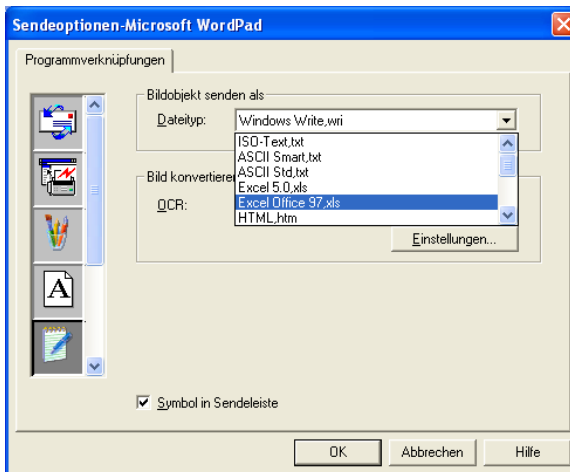 Sendeoptionen-Microsoft WordPad
Programmverknüpfungen
Bildobjekt senden als
Dateityp: Windows Write,wri
ISO-Text,txt
ASCII Smart,txt
ASCII Std,txt
Excel 5.0,xls
Excel Office 97,xls
HTML,htm
Bild konvertieren
OCR:
Einstellungen...
A
Symbol in Sendeleiste
OK Abbrechen Hilfe